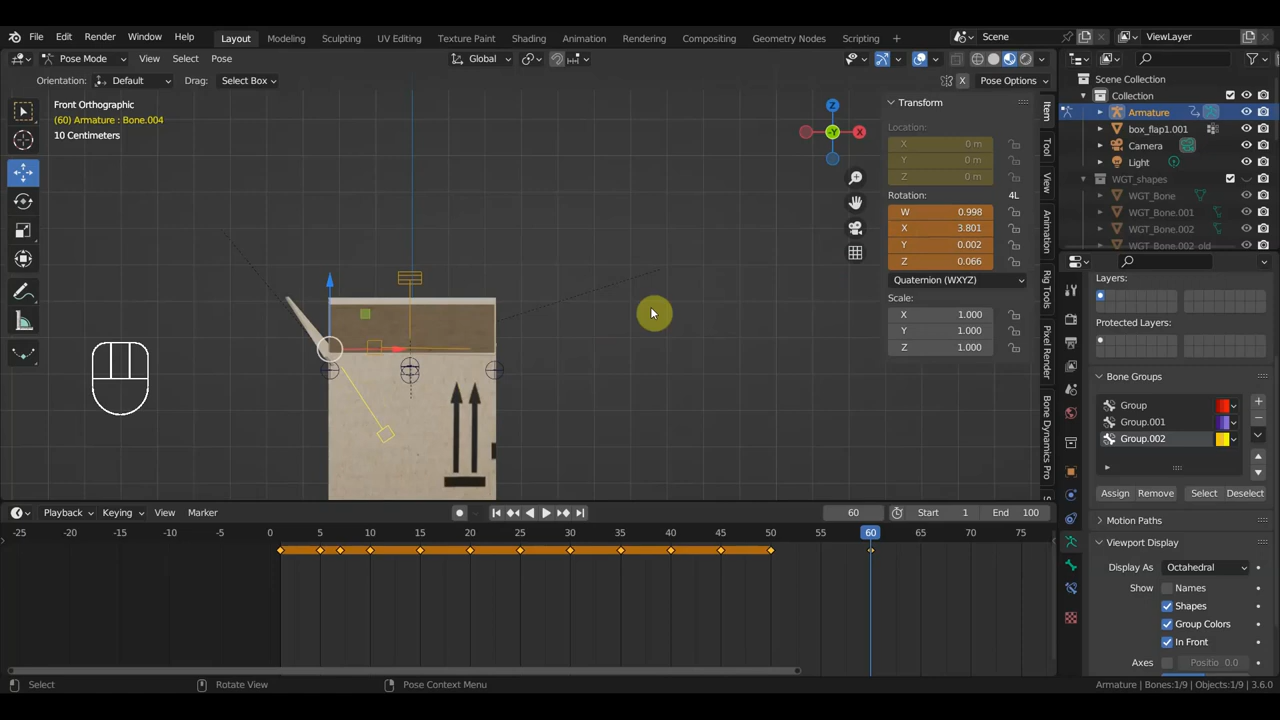 File Edit Render Window Help Layout Modeling Sculpting UV Editing Texture Paint Shading Animation Rendering Compositing Geometry Nodes Scripting + Scene ViewLayer
Pose Mode View Select Pose Global
Orientation: Default Drag: Select Box X Pose Options
Front Orthographic
(60) Armature : Bone.004
10 Centimeters
Z
X
-Y
Transform
Location:
X 0 m
Y 0 m
Z 0 m
Rotation: 4L
W 0.998
X 3.801
Y 0.002
Z 0.066
Quaternion (WXYZ)
Scale:
X 1.000
Y 1.000
Z 1.000
Item
Tool
View
Animation
Rig Tools
Pixel Render
Bone Dynamics Pro
S
Scene Collection
Collection
Armature
box_flap1.001
Camera
Light
WGT_shapes
WGT_Bone
WGT_Bone.001
WGT_Bone.002
WGT_Bone.002_old
Layers:
Protected Layers:
Bone Groups
Group
Group.001
Group.002
Assign Remove Select Deselect
Motion Paths
Viewport Display
Display As Octahedral
Show Names
Shapes
Group Colors
In Front
Axes Positio 0.0
Playback Keying View Marker 60 Start 1 End 100
-25 -20 -15 -10 -5 0 5 10 15 20 25 30 35 40 45 50 55 60 65 70 75
Select Rotate View Pose Context Menu Armature | Bones:1/9 | Objects:1/9 | 3.6.0